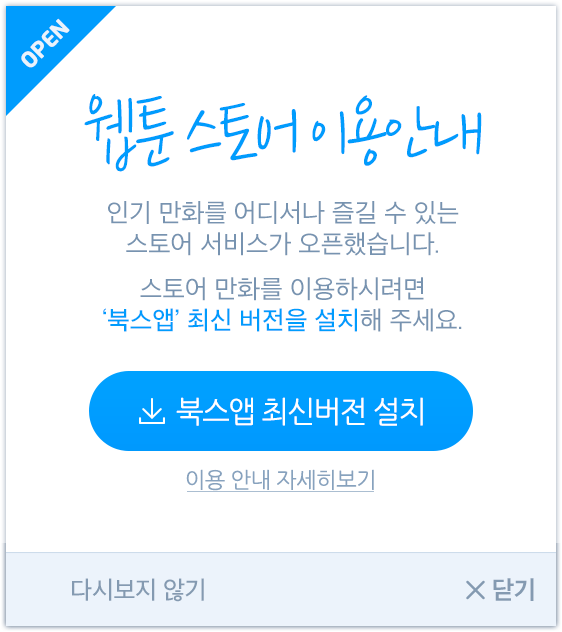 OPEN
웹툰 스토어 이용안내
인기 만화를 어디서나 즐길 수 있는
스토어 서비스가 오픈했습니다.
스토어 만화를 이용하시려면
‘북스앱’ 최신 버전을 설치해 주세요.
북스앱 최신버전 설치
이용 안내 자세히보기
다시보지 않기
닫기